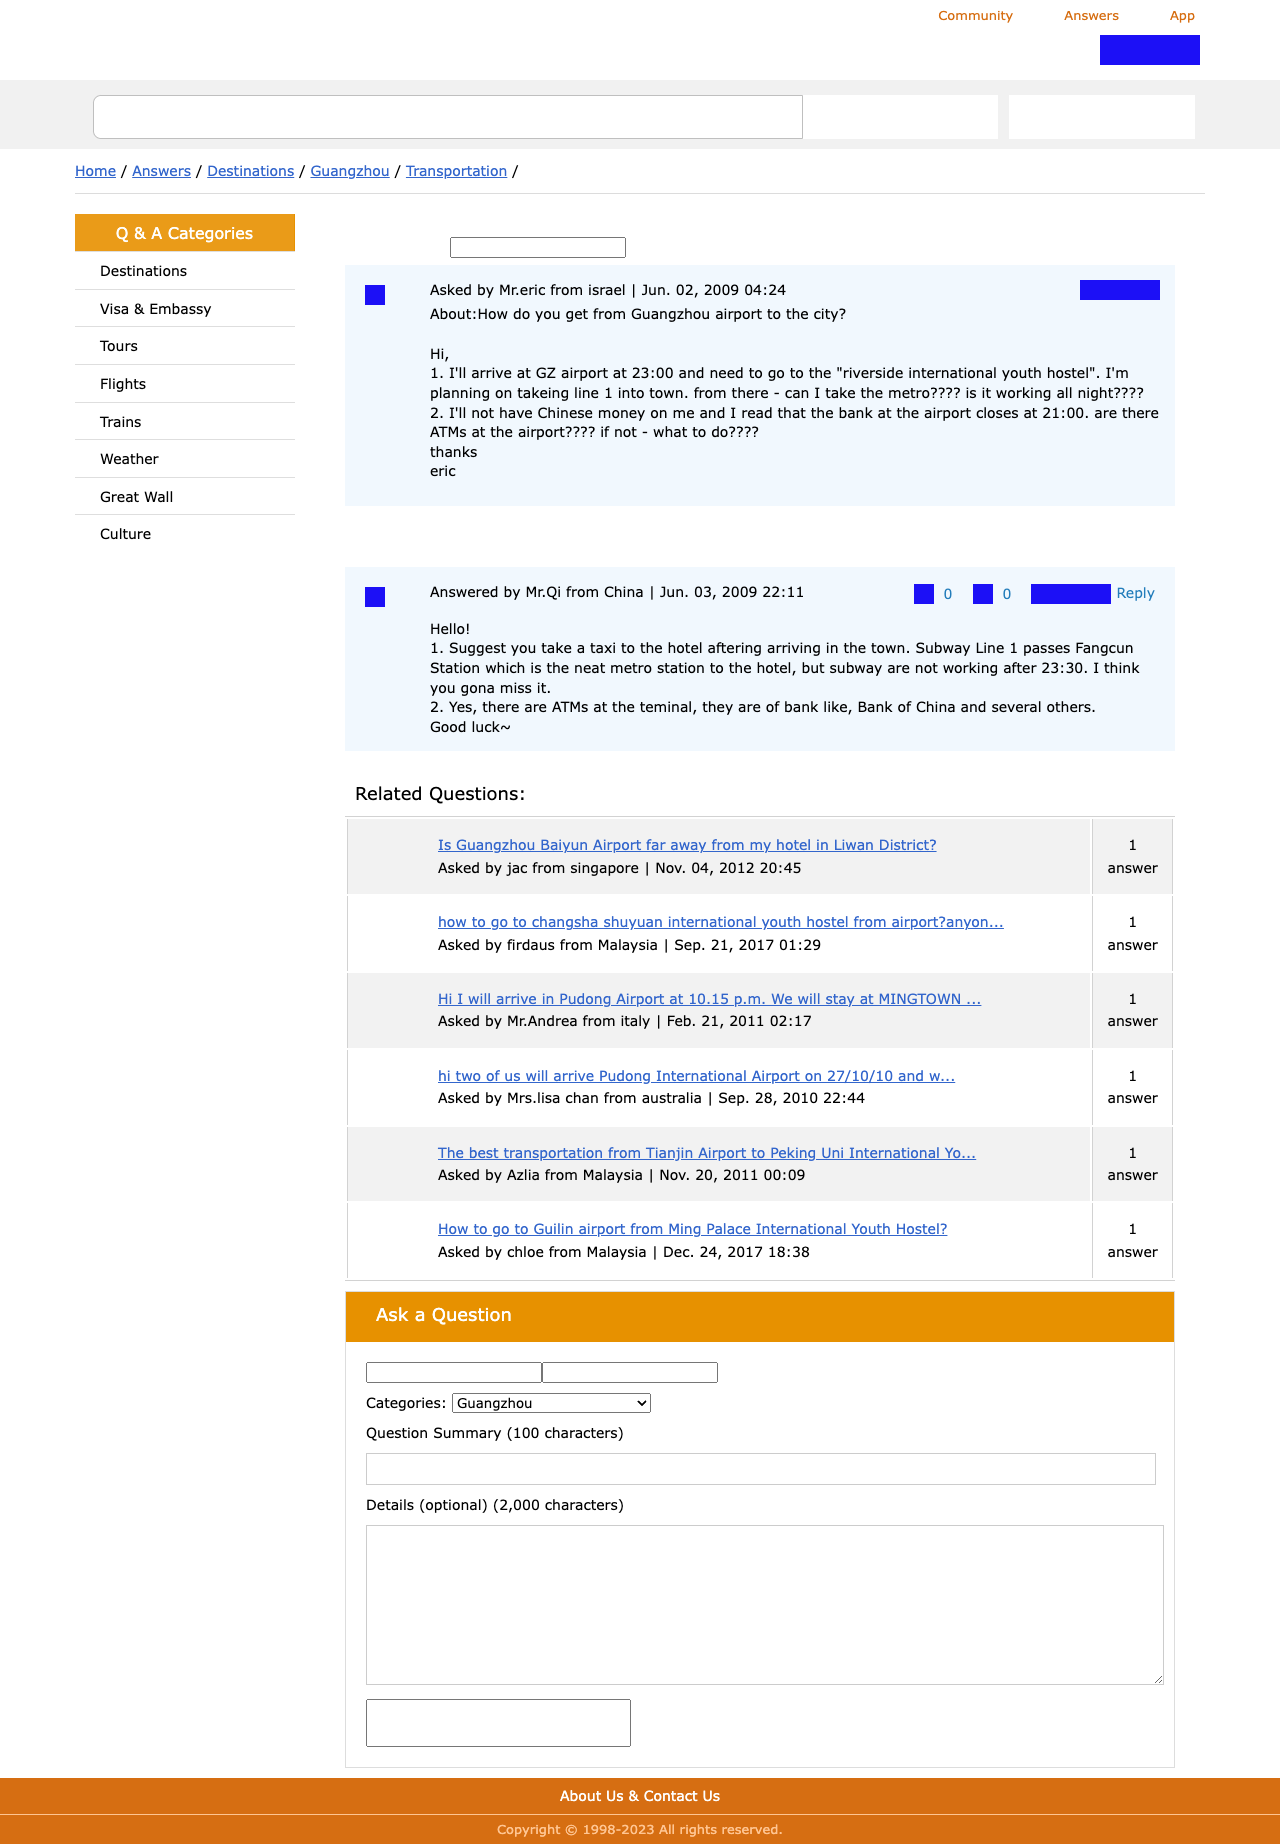 Community Answers App
Home / Answers / Destinations / Guangzhou / Transportation /
Q & A Categories
Destinations
Visa & Embassy
Tours
Flights
Trains
Weather
Great Wall
Culture
Asked by Mr.eric from israel | Jun. 02, 2009 04:24
About:How do you get from Guangzhou airport to the city?
Hi,
1. I'll arrive at GZ airport at 23:00 and need to go to the "riverside international youth hostel". I'm
planning on takeing line 1 into town. from there - can I take the metro???? is it working all night????
2. I'll not have Chinese money on me and I read that the bank at the airport closes at 21:00. are there
ATMs at the airport???? if not - what to do????
thanks
eric
Answered by Mr.Qi from China | Jun. 03, 2009 22:11
0 0 Reply
Hello!
1. Suggest you take a taxi to the hotel aftering arriving in the town. Subway Line 1 passes Fangcun
Station which is the neat metro station to the hotel, but subway are not working after 23:30. I think
you gona miss it.
2. Yes, there are ATMs at the teminal, they are of bank like, Bank of China and several others.
Good luck~
Related Questions:
Is Guangzhou Baiyun Airport far away from my hotel in Liwan District?
Asked by jac from singapore | Nov. 04, 2012 20:45
1
answer
how to go to changsha shuyuan international youth hostel from airport?anyon...
Asked by firdaus from Malaysia | Sep. 21, 2017 01:29
1
answer
Hi I will arrive in Pudong Airport at 10.15 p.m. We will stay at MINGTOWN ...
Asked by Mr.Andrea from italy | Feb. 21, 2011 02:17
1
answer
hi two of us will arrive Pudong International Airport on 27/10/10 and w...
Asked by Mrs.lisa chan from australia | Sep. 28, 2010 22:44
1
answer
The best transportation from Tianjin Airport to Peking Uni International Yo...
Asked by Azlia from Malaysia | Nov. 20, 2011 00:09
1
answer
How to go to Guilin airport from Ming Palace International Youth Hostel?
Asked by chloe from Malaysia | Dec. 24, 2017 18:38
1
answer
Ask a Question
Categories: Guangzhou
Question Summary (100 characters)
Details (optional) (2,000 characters)
About Us & Contact Us
Copyright © 1998-2023 All rights reserved.